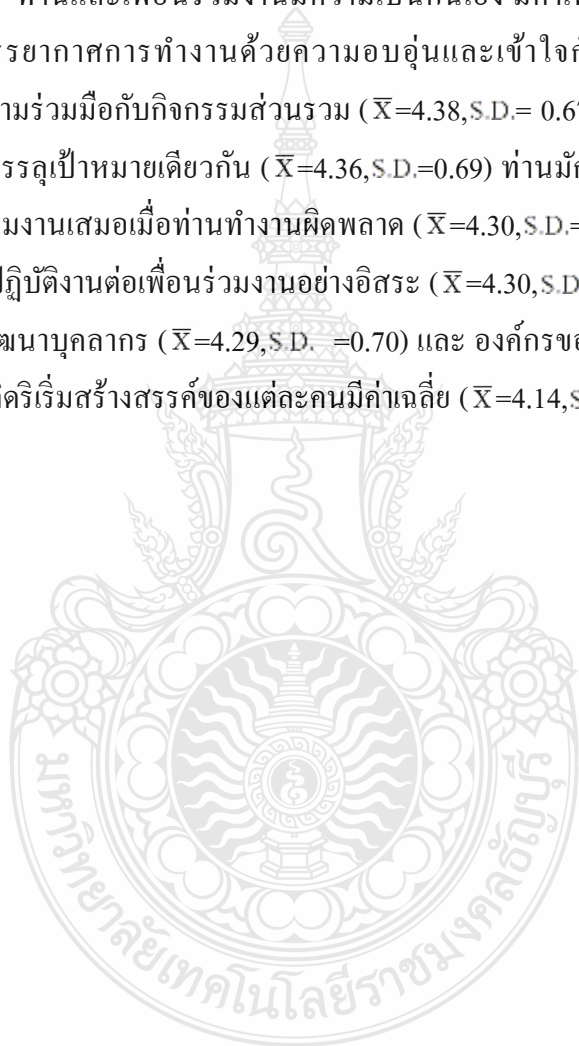 ท่านและเพื่อนร่วมงานมีความเป็นกันเอง
รรยากาศการทำงานด้วยความอบอุ่นและเข้าใจ
ามร่วมมือกับกิจกรรมส่วนรวม ( X̅ =4.38, S.D.= 0.6
รรลุเป้าหมายเดียวกัน ( X̅ =4.36, S.D.=0.69) ท่านมัก
มงานเสมอเมื่อท่านทำงานผิดพลาด ( X̅ =4.30, S.D.=
ปฏิบัติงานต่อเพื่อนร่วมงานอย่างอิสระ ( X̅ =4.30, S.D
ฒนาบุคลากร ( X̅ =4.29, S.D. =0.70) และ องค์กรข
ิดริเริ่มสร้างสรรค์ของแต่ละคนมีค่าเฉลี่ย ( X̅ =4.14,
มหาวิทยาลัยเทคโนโลยีราชมงคลธัญบุรี